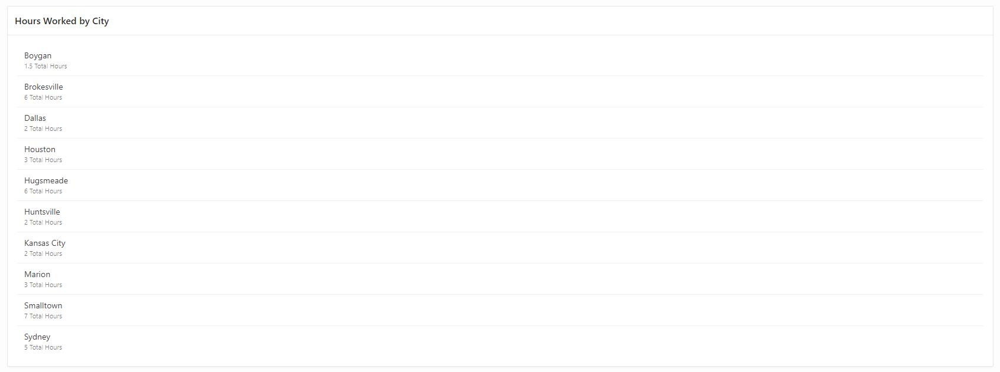 Hours Worked by City
Boygan
1.5 Total Hours
Brokesville
6 Total Hours
Dallas
2 Total Hours
Houston
3 Total Hours
Hugsmeade
6 Total Hours
Huntsville
2 Total Hours
Kansas City
2 Total Hours
Marion
3 Total Hours
Smalltown
7 Total Hours
Sydney
5 Total Hours